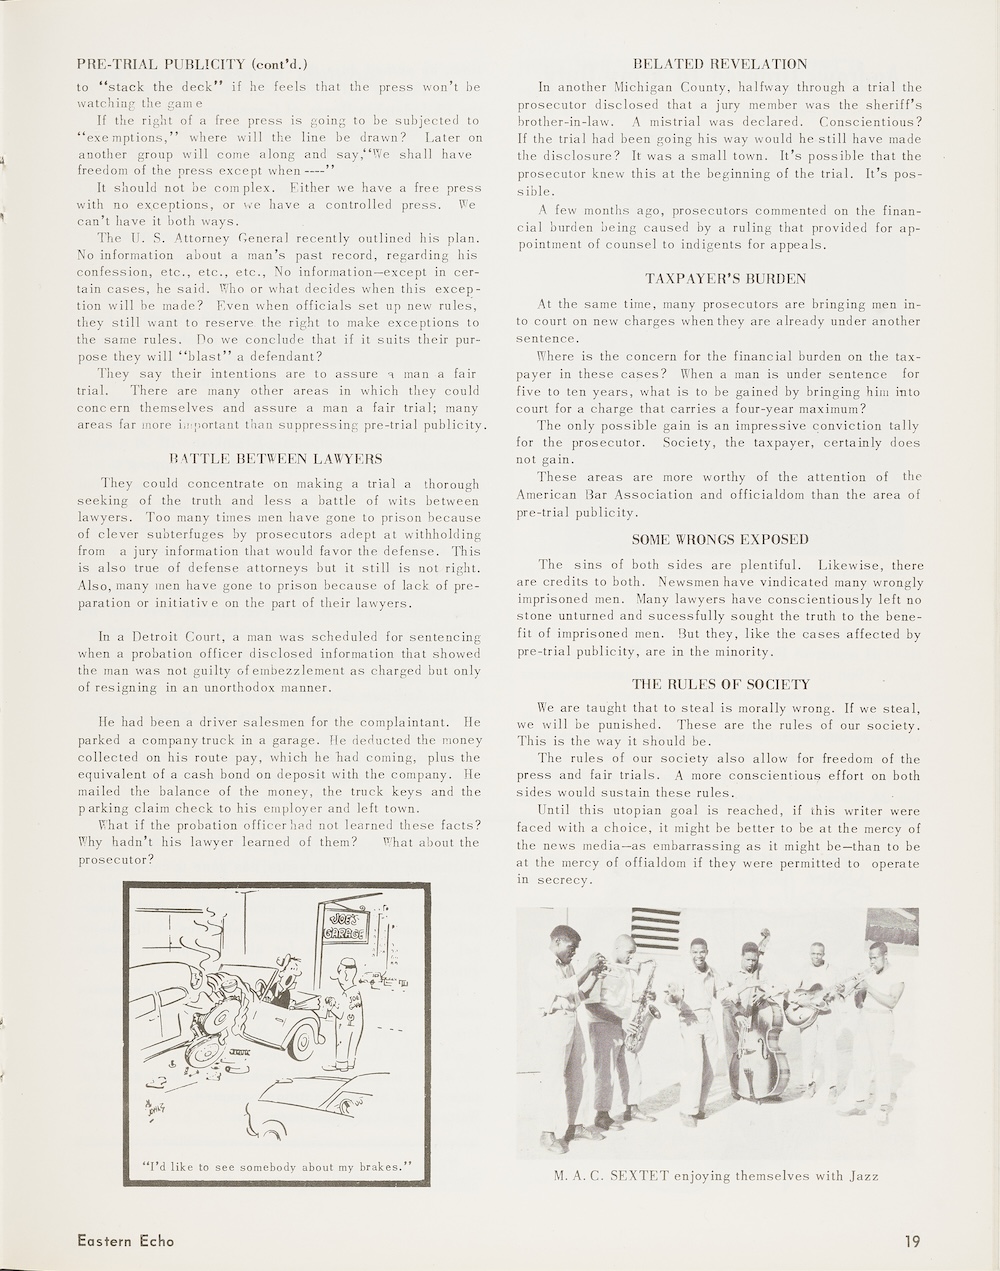 PRE-TRIAL PUBLICITY (cont'd.)
to "stack the deck" if he feels that the press won't be
watching the game
If the right of a free press is going to be subjected to
"exemptions," where will the line be drawn? Later on
another group will come along and say, "We shall have
freedom of the press except when ----"
It should not be complex. Either we have a free press
with no exceptions, or we have a controlled press. We
can't have it both ways.
The U. S. Attorney General recently outlined his plan.
No information about a man's past record, regarding his
confession, etc., etc., etc., No information—except in cer-
tain cases, he said. Who or what decides when this excep-
tion will be made? Even when officials set up new rules,
they still want to reserve the right to make exceptions to
the same rules. Do we conclude that if it suits their pur-
pose they will "blast" a defendant?
They say their intentions are to assure a man a fair
trial. There are many other areas in which they could
concern themselves and assure a man a fair trial; many
areas far more important than suppressing pre-trial publicity.
BATTLE BETWEEN LAWYERS
They could concentrate on making a trial a thorough
seeking of the truth and less a battle of wits between
lawyers. Too many times men have gone to prison because
of clever subterfuges by prosecutors adept at withholding
from a jury information that would favor the defense. This
is also true of defense attorneys but it still is not right.
Also, many men have gone to prison because of lack of pre-
paration or initiative on the part of their lawyers.
In a Detroit Court, a man was scheduled for sentencing
when a probation officer disclosed information that showed
the man was not guilty of embezzlement as charged but only
of resigning in an unorthodox manner.
He had been a driver salesmen for the complaintant. He
parked a company truck in a garage. He deducted the money
collected on his route pay, which he had coming, plus the
equivalent of a cash bond on deposit with the company. He
mailed the balance of the money, the truck keys and the
parking claim check to his employer and left town.
What if the probation officer had not learned these facts?
Why hadn't his lawyer learned of them? What about the
prosecutor?
JOE'S
GARAGE
"I'd like to see somebody about my brakes."
BELATED REVELATION
In another Michigan County, halfway through a trial the
prosecutor disclosed that a jury member was the sheriff's
brother-in-law. A mistrial was declared. Conscientious?
If the trial had been going his way would he still have made
the disclosure? It was a small town. It's possible that the
prosecutor knew this at the beginning of the trial. It's pos-
sible.
A few months ago, prosecutors commented on the finan-
cial burden being caused by a ruling that provided for ap-
pointment of counsel to indigents for appeals.
TAXPAYER'S BURDEN
At the same time, many prosecutors are bringing men in-
to court on new charges when they are already under another
sentence.
Where is the concern for the financial burden on the tax-
payer in these cases? When a man is under sentence for
five to ten years, what is to be gained by bringing him into
court for a charge that carries a four-year maximum?
The only possible gain is an impressive conviction tally
for the prosecutor. Society, the taxpayer, certainly does
not gain.
These areas are more worthy of the attention of the
American Bar Association and officialdom than the area of
pre-trial publicity.
SOME WRONGS EXPOSED
The sins of both sides are plentiful. Likewise, there
are credits to both. Newsmen have vindicated many wrongly
imprisoned men. Many lawyers have conscientiously left no
stone unturned and sucessfully sought the truth to the bene-
fit of imprisoned men. But they, like the cases affected by
pre-trial publicity, are in the minority.
THE RULES OF SOCIETY
We are taught that to steal is morally wrong. If we steal,
we will be punished. These are the rules of our society.
This is the way it should be.
The rules of our society also allow for freedom of the
press and fair trials. A more conscientious effort on both
sides would sustain these rules.
Until this utopian goal is reached, if this writer were
faced with a choice, it might be better to be at the mercy of
the news media—as embarrassing as it might be—than to be
at the mercy of offialdom if they were permitted to operate
in secrecy.
M. A. C. SEXTET enjoying themselves with Jazz
Eastern Echo
19